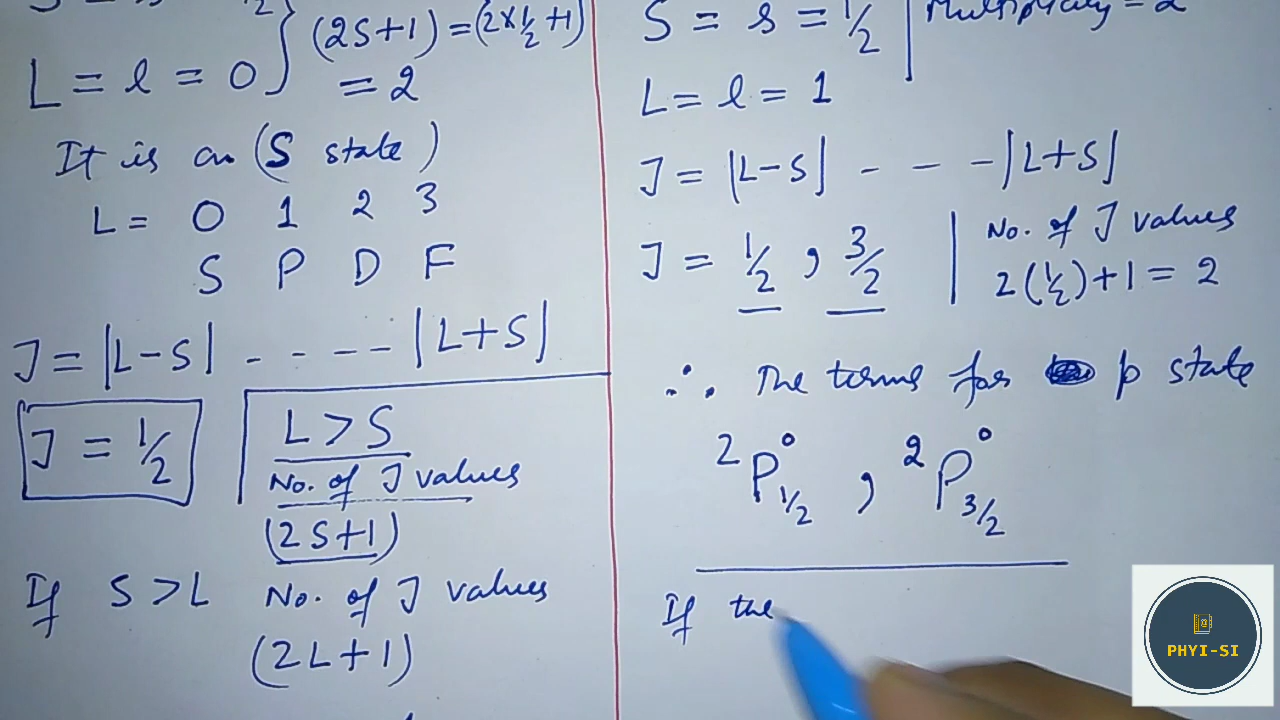 L = l = 0
(2S+1) = (2×1/2 +1)
= 2
It is an (S state)
L = 0 1 2 3
S P D F
J = |L-S| - - - - |L+S|
J = 1/2
L > S
No. of J values
(2S+1)
If S > L No. of J values
(2L+1)
S = s = 1/2
Multiplicity = 2
L = l = 1
J = |L-S| - - - |L+S|
J = 1/2 , 3/2
No. of J values
2(1/2)+1 = 2
∴ The terms for p state
²P°1/2 , ²P°3/2
If the
PHYI-SI